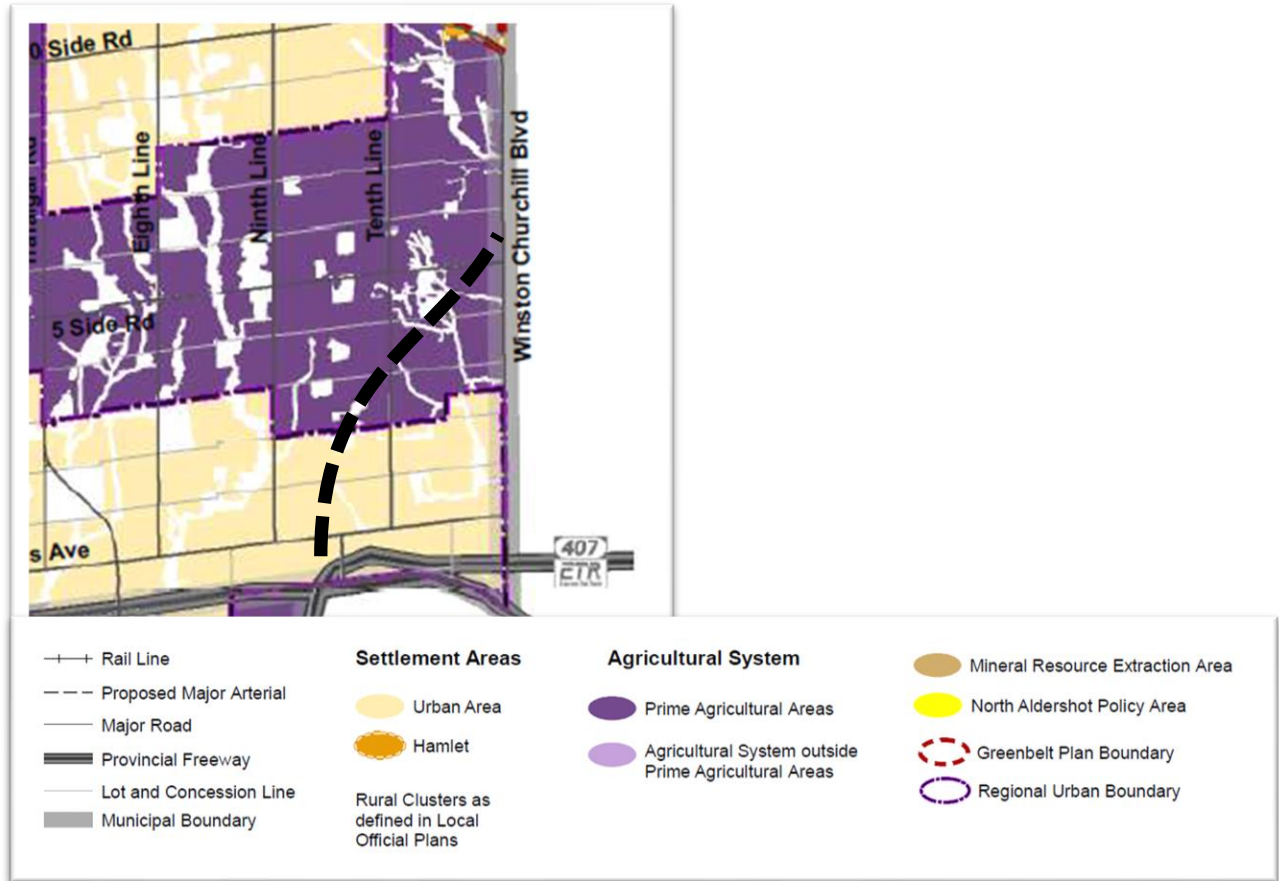 0 Side Rd
Eighth Line
Ninth Line
Tenth Line
Winston Churchill Blvd
5 Side Rd
s Ave
407
ETR
Rail Line
Proposed Major Arterial
Major Road
Provincial Freeway
Lot and Concession Line
Municipal Boundary
Settlement Areas
Urban Area
Hamlet
Rural Clusters as
defined in Local
Official Plans
Agricultural System
Prime Agricultural Areas
Agricultural System outside
Prime Agricultural Areas
Mineral Resource Extraction Area
North Aldershot Policy Area
Greenbelt Plan Boundary
Regional Urban Boundary